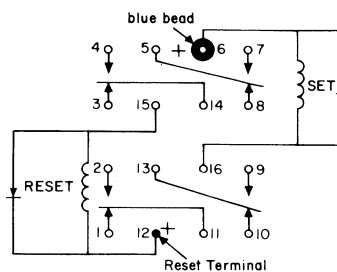 blue bead
4 5 + 6 7
SET
3 15 14 8
RESET 2 13 16 9
1 12 + 11 10
Reset Terminal